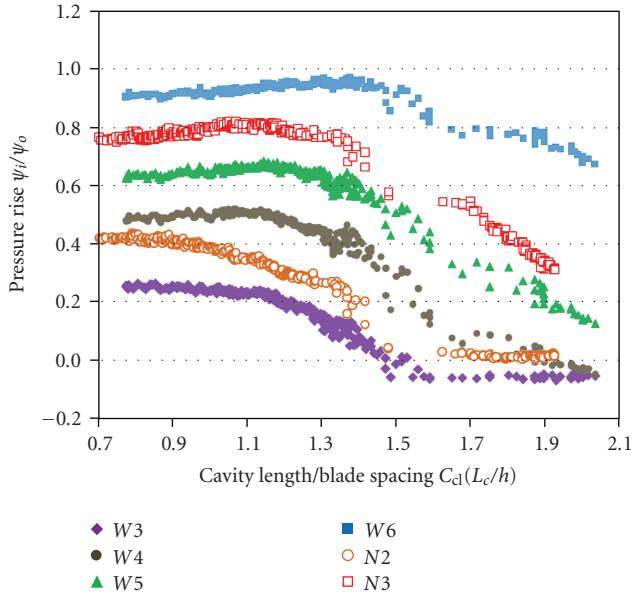 1.2
1.0
0.8
0.6
0.4
0.2
0.0
−0.2
Pressure rise ψi/ψo
0.7 0.9 1.1 1.3 1.5 1.7 1.9 2.1
Cavity length/blade spacing Ccl(Lc/h)
W3 W6
W4 N2
W5 N3